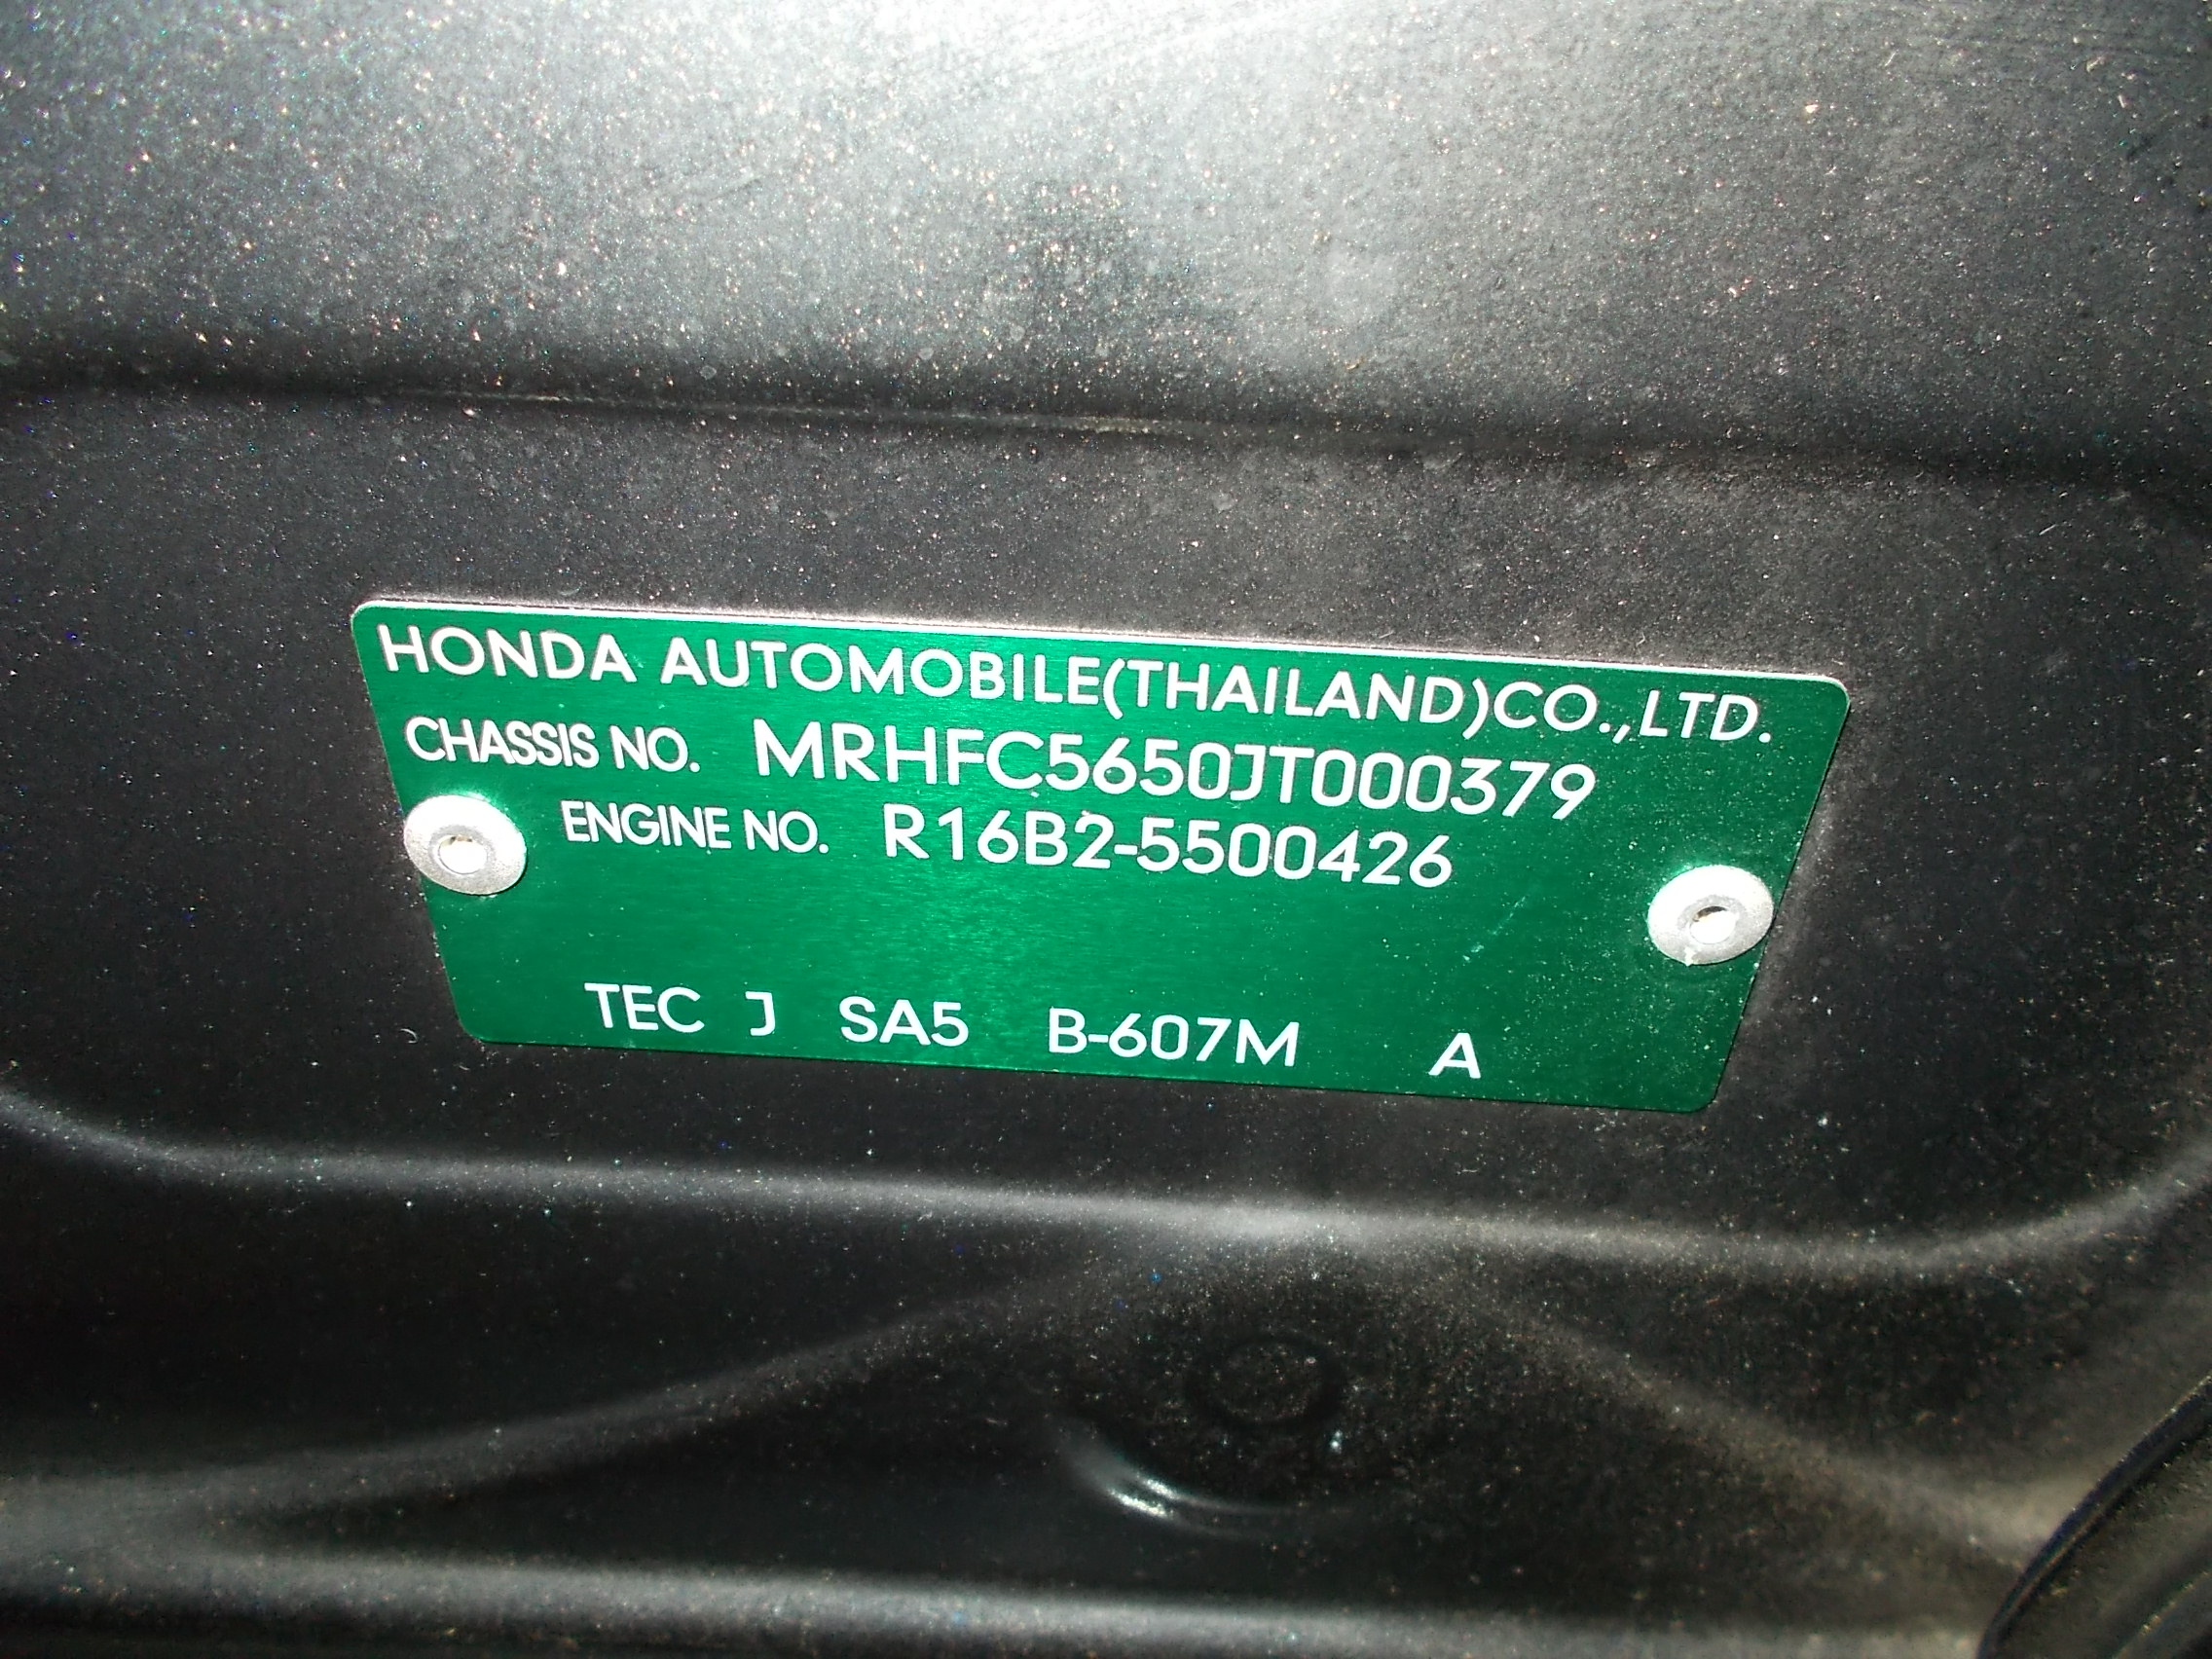 HONDA AUTOMOBILE(THAILAND)CO.,LTD.
CHASSIS NO. MRHFC5650JT000379
ENGINE NO. R16B2-5500426
TEC J SA5 B-607M A